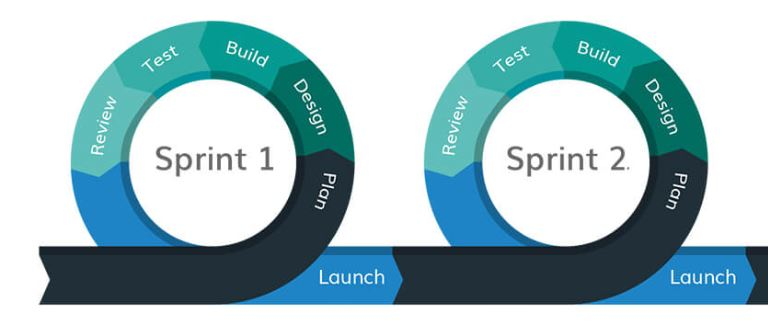 Sprint 1
Plan
Design
Build
Test
Review
Launch
Sprint 2.
Plan
Design
Build
Test
Review
Launch